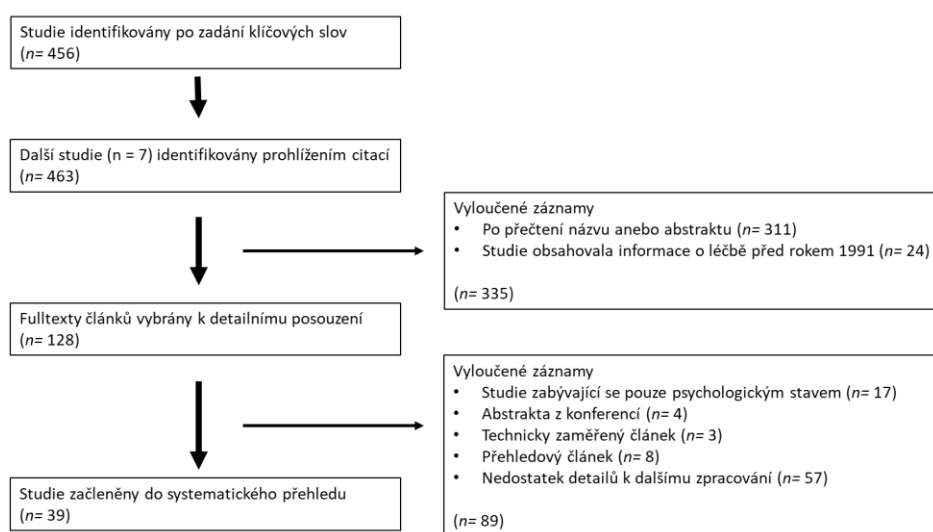 Studie identifikovány po zadání klíčových slov
(n= 456)
Další studie (n = 7) identifikovány prohlížením citací
(n= 463)
Vyloučené záznamy
• Po přečtení názvu anebo abstraktu (n= 311)
• Studie obsahovala informace o léčbě před rokem 1991 (n= 24)
(n= 335)
Fulltexty článků vybrány k detailnímu posouzení
(n= 128)
Vyloučené záznamy
• Studie zabývající se pouze psychologickým stavem (n= 17)
• Abstrakta z konferencí (n= 4)
• Technicky zaměřený článek (n= 3)
• Přehledový článek (n= 8)
• Nedostatek detailů k dalšímu zpracování (n= 57)
(n= 89)
Studie začleněny do systematického přehledu
(n= 39)